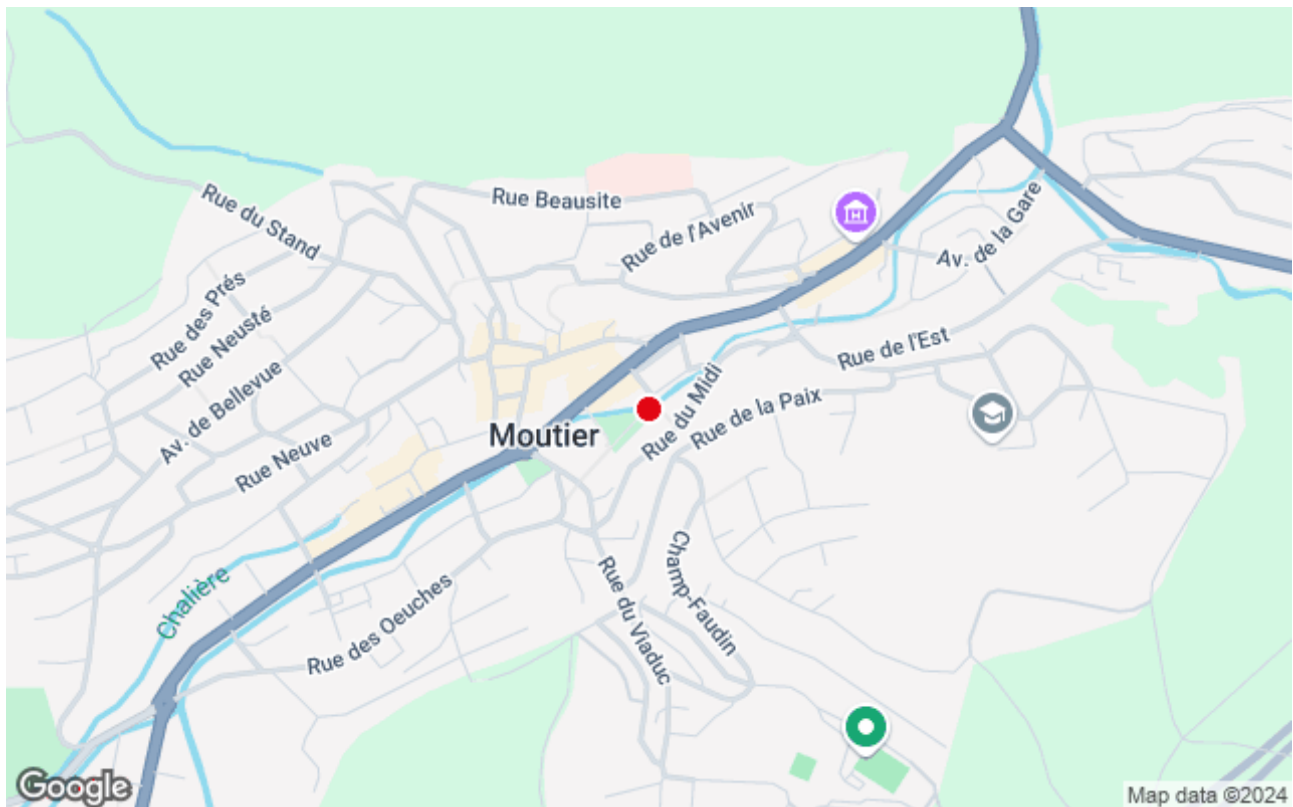 Rue Beausite
Rue du Stand
Rue de l'Avenir
Av. de la Gare
Rue des Prés
Rue Neusté
Av. de Bellevue
Rue de l'Est
Rue du Midi
Rue de la Paix
Moutier
Rue Neuve
Chalière
Rue des Oeuches
Rue du Viaduc
Champ-Faudin
Google
Map data ©2024